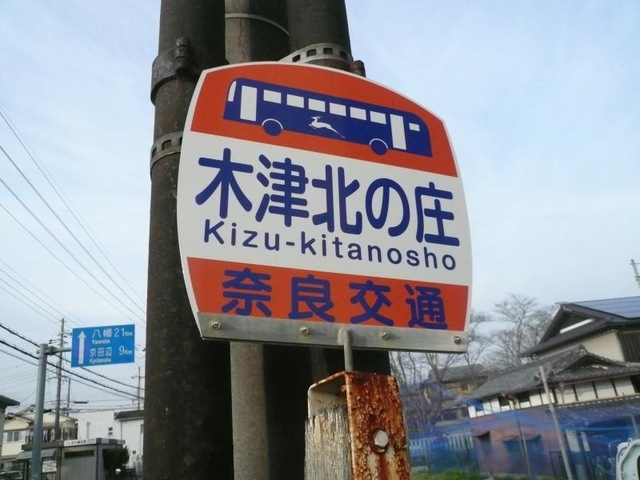 木津北の庄
Kizu-kitanosho
奈良交通
八幡 21Km
Yawata
京田辺 9Km
Kyotanabe